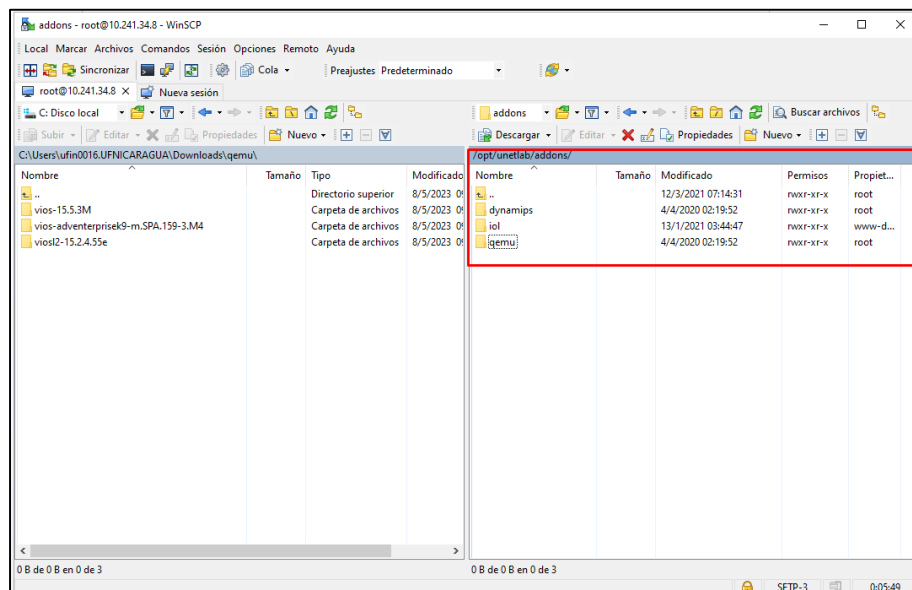 addons - root@10.241.34.8 - WinSCP
Local Marcar Archivos Comandos Sesión Opciones Remoto Ayuda
Sincronizar Cola Preajustes Predeterminado
root@10.241.34.8 Nueva sesión
C: Disco local
Subir Editar Propiedades Nuevo
C:\Users\ufin0016.UFNICARAGUA\Downloads\qemu\
Nombre Tamaño Tipo Modificado
.. Directorio superior 8/5/2023 09
vios-15.5.3M Carpeta de archivos 8/5/2023 09
vios-adventerprisek9-m.SPA.159-3.M4 Carpeta de archivos 8/5/2023 09
viosl2-15.2.4.55e Carpeta de archivos 8/5/2023 09
0 B de 0 B en 0 de 3
addons Buscar archivos
Descargar Editar Propiedades Nuevo
/opt/unetlab/addons/
Nombre Tamaño Modificado Permisos Propiet...
.. 12/3/2021 07:14:31 rwxr-xr-x root
dynamips 4/4/2020 02:19:52 rwxr-xr-x root
iol 13/1/2021 03:44:47 rwxr-xr-x www-d...
qemu 4/4/2020 02:19:52 rwxr-xr-x root
0 B de 0 B en 0 de 3
SFTP-3 0:05:49